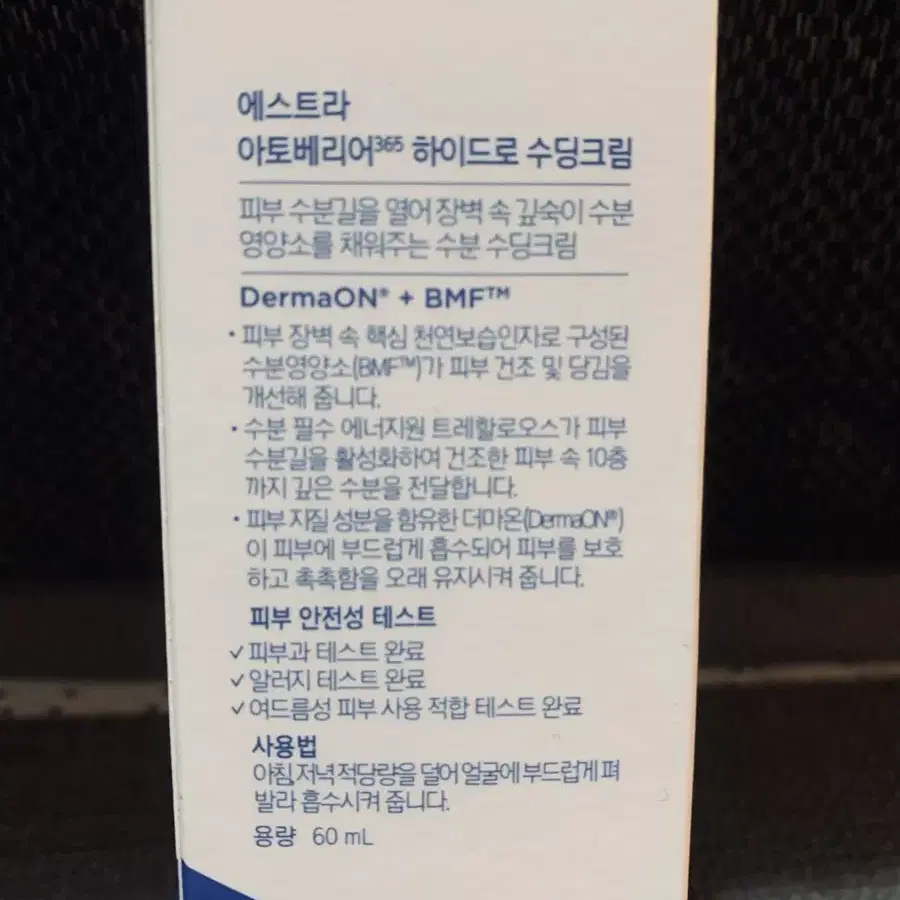 에스트라
아토베리어365 하이드로 수딩크림
피부 수분길을 열어 장벽 속 깊숙이 수분
영양소를 채워주는 수분 수딩크림
DermaON® + BMF™
• 피부 장벽 속 핵심 천연보습인자로 구성된
수분영양소(BMF™)가 피부 건조 및 당김을
개선해 줍니다.
• 수분 필수 에너지원 트레할로오스가 피부
수분길을 활성화하여 건조한 피부 속 10층
까지 깊은 수분을 전달합니다.
• 피부 지질 성분을 함유한 더마온(DermaON®)
이 피부에 부드럽게 흡수되어 피부를 보호
하고 촉촉함을 오래 유지시켜 줍니다.
피부 안전성 테스트
✓ 피부과 테스트 완료
✓ 알러지 테스트 완료
✓ 여드름성 피부 사용 적합 테스트 완료
사용법
아침, 저녁 적당량을 덜어 얼굴에 부드럽게 펴
발라 흡수시켜 줍니다.
용량 60 mL